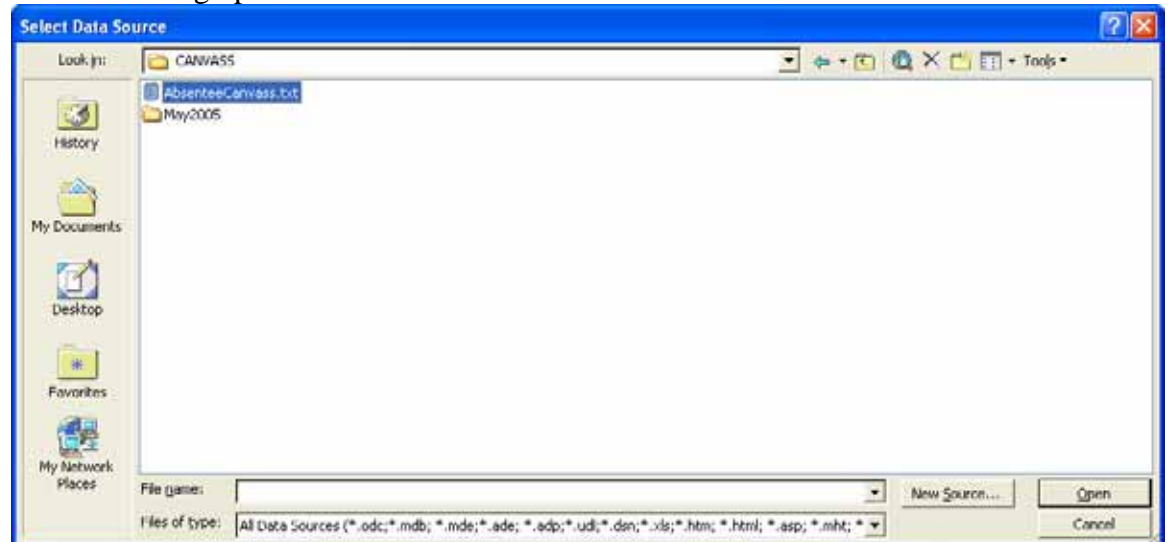 Select Data Source
Look in:
CANVASS
Tools
AbsenteeCanvass.txt
May2005
History
My Documents
Desktop
Favorites
My Network
Places
File name:
New Source...
Open
Files of type:
All Data Sources (*.odc;*.mdb; *.mde;*.ade; *.adp;*.udl;*.dsn;*.xls;*.htm; *.html; *.asp; *.mht; *
Cancel